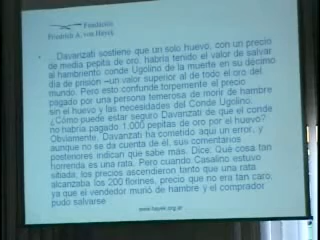 Fundación
Friedrich A. von Hayek
Davanzati sostiene que un solo huevo, con un precio
de media pepita de oro, habría tenido el valor de salvar
al hambriento conde Ugolino de la muerte en su décimo
día de prisión –un valor superior al de todo el oro del
mundo. Pero esto confunde torpemente el precio
pagado por una persona temerosa de morir de hambre
sin el huevo y las necesidades del Conde Ugolino.
¿Cómo puede estar seguro Davanzati de que el conde
no habría pagado 1.000 pepitas de oro por el huevo?
Obviamente, Davanzati ha cometido aquí un error, y
aunque no se da cuenta de él, sus comentarios
posteriores indican que sabe más. Dice: Qué cosa tan
horrenda es una rata. Pero cuando Casalino estuvo
sitiada, los precios ascendieron tanto que una rata
alcanzaba los 200 florines, precio que no era tan caro,
ya que el vendedor murió de hambre y el comprador
pudo salvarse
www.hayek.org.ar